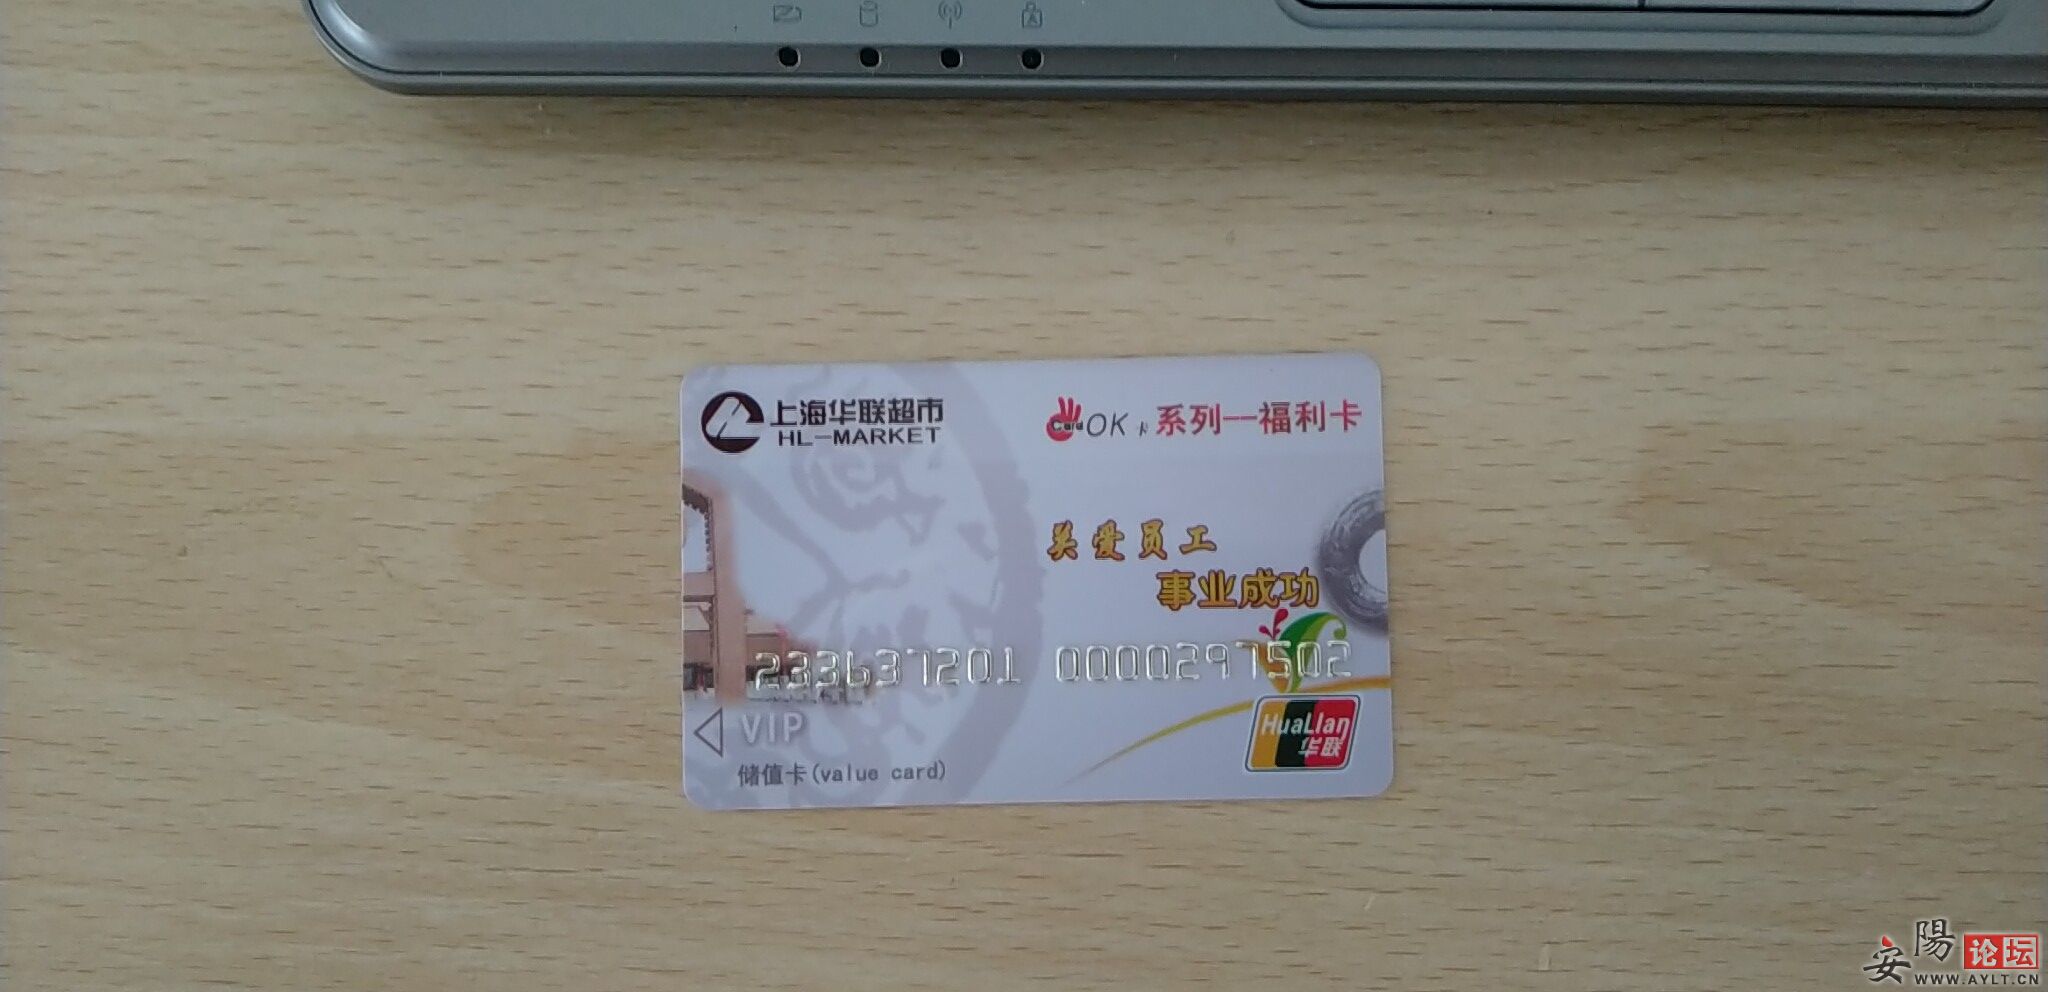 上海华联超市
HL-MARKET
Card OK 卡 系列--福利卡
关爱员工
事业成功
233637201 0000297502
VIP
储值卡(value card)
HuaLian
华联
安陽论坛
WWW.AYLT.CN